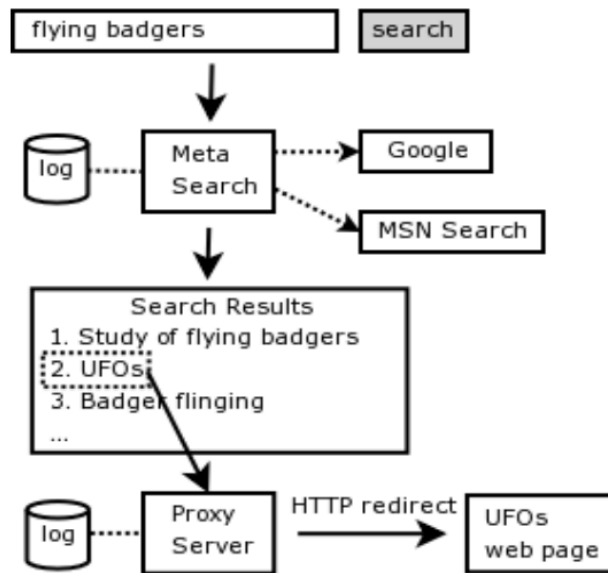 flying badgers
search
log
Meta
Search
Google
MSN Search
Search Results
1. Study of flying badgers
2. UFOs
3. Badger flinging
...
log
Proxy
Server
HTTP redirect
UFOs
web page